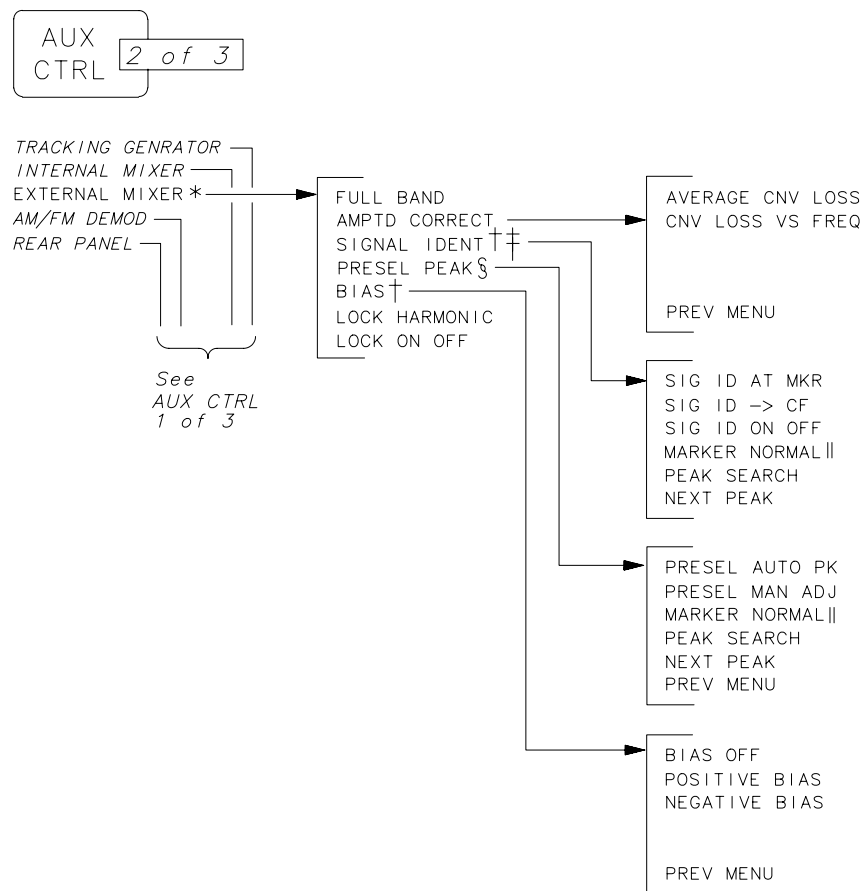 AUX
CTRL
2 of 3
TRACKING GENRATOR
INTERNAL MIXER
EXTERNAL MIXER*
AM/FM DEMOD
REAR PANEL
See
AUX CTRL
1 of 3
FULL BAND
AMPTD CORRECT
SIGNAL IDENT†‡
PRESEL PEAK§
BIAS†
LOCK HARMONIC
LOCK ON OFF
AVERAGE CNV LOSS
CNV LOSS VS FREQ
PREV MENU
SIG ID AT MKR
SIG ID –> CF
SIG ID ON OFF
MARKER NORMAL||
PEAK SEARCH
NEXT PEAK
PRESEL AUTO PK
PRESEL MAN ADJ
MARKER NORMAL||
PEAK SEARCH
NEXT PEAK
PREV MENU
BIAS OFF
POSITIVE BIAS
NEGATIVE BIAS
PREV MENU